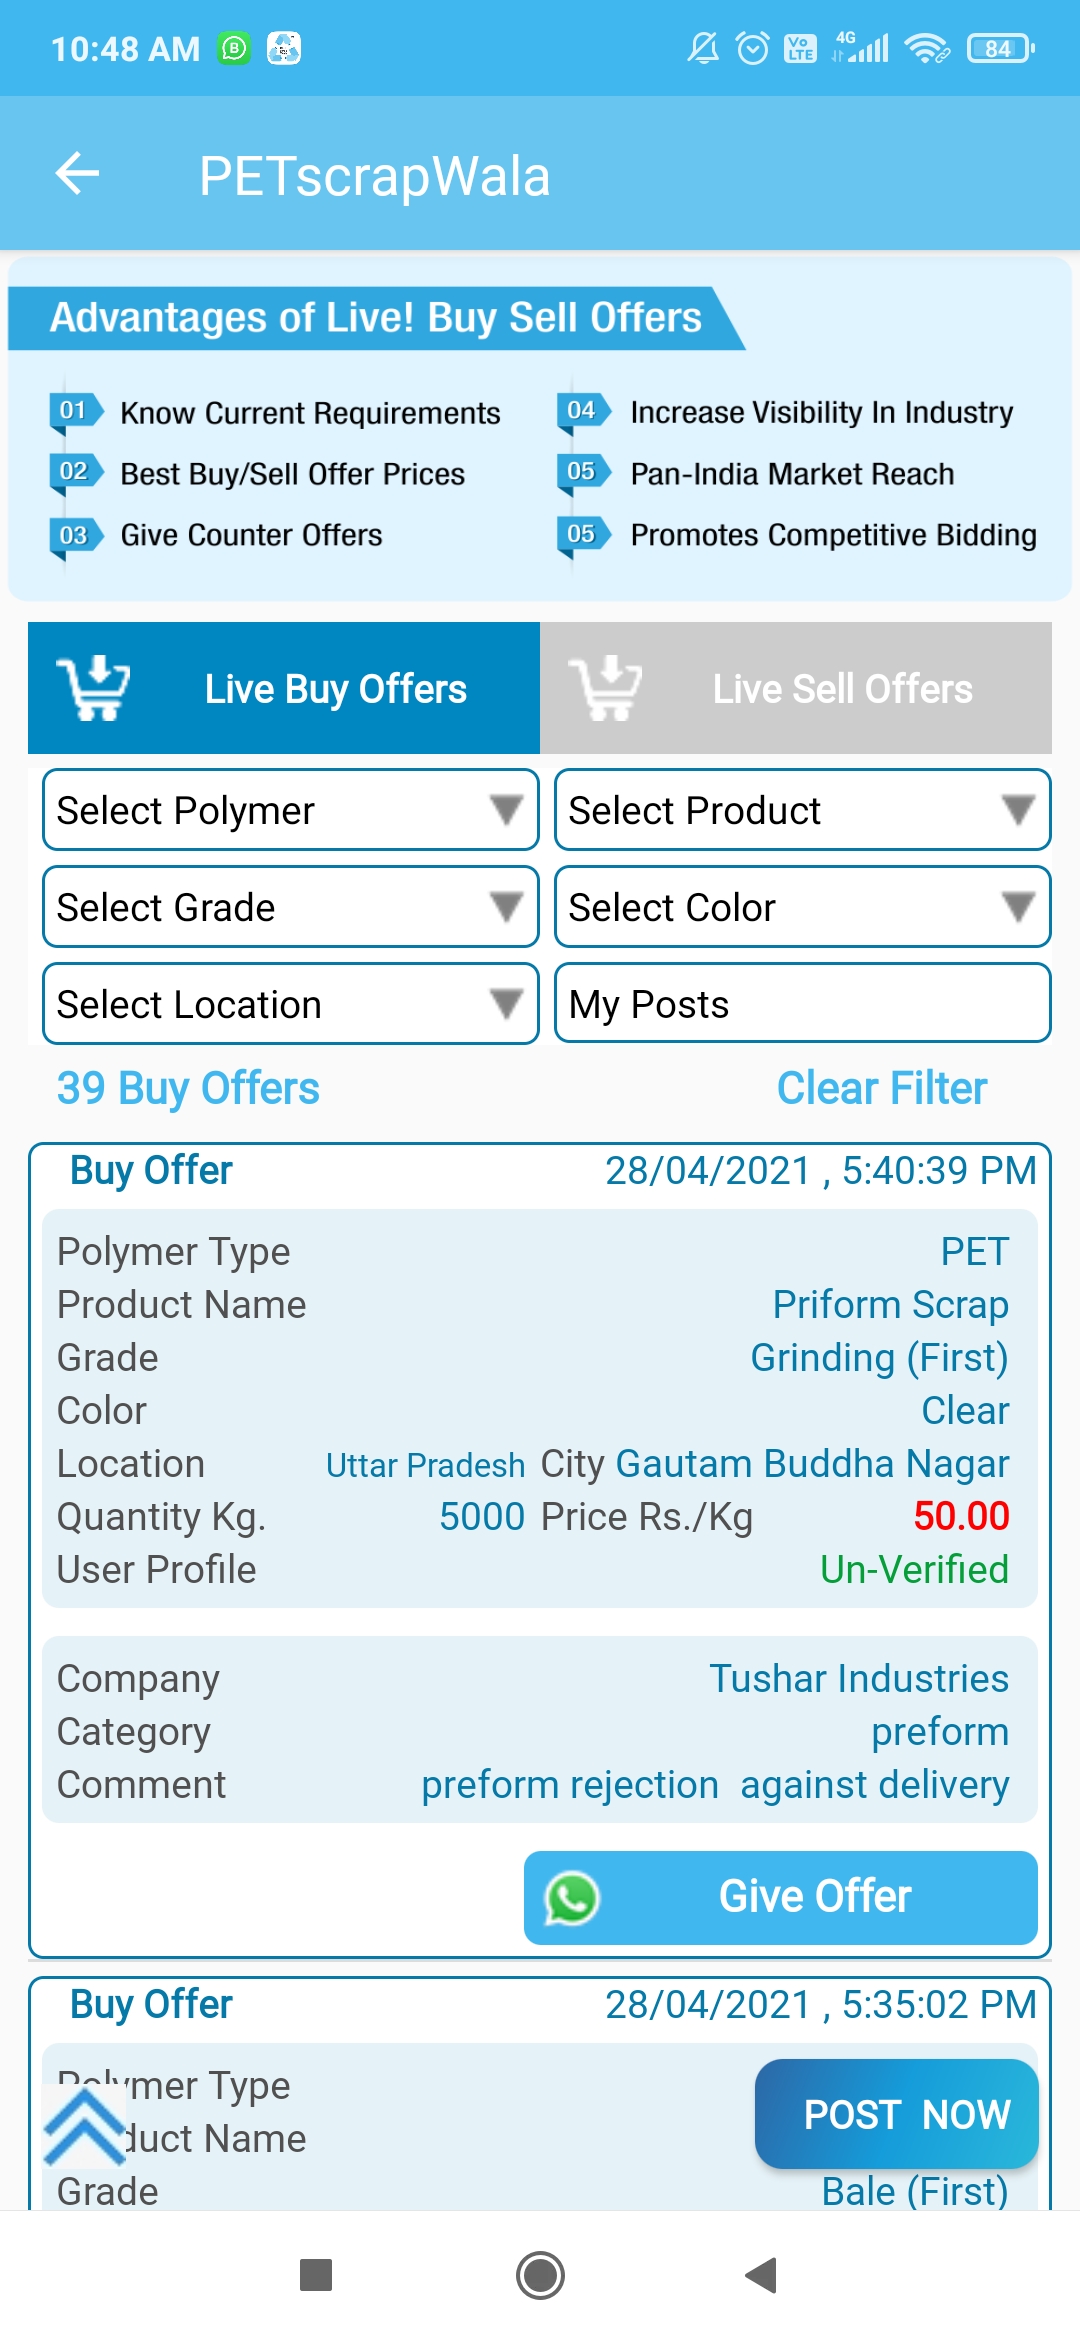 10:48 AM
4G
Vo
LTE
84
PETscrapWala
Advantages of Live! Buy Sell Offers
01 Know Current Requirements
04 Increase Visibility In Industry
02 Best Buy/Sell Offer Prices
05 Pan-India Market Reach
03 Give Counter Offers
05 Promotes Competitive Bidding
Live Buy Offers
Live Sell Offers
Select Polymer
Select Product
Select Grade
Select Color
Select Location
My Posts
39 Buy Offers
Clear Filter
Buy Offer 28/04/2021 , 5:40:39 PM
Polymer Type PET
Product Name Priform Scrap
Grade Grinding (First)
Color Clear
Location Uttar Pradesh City Gautam Buddha Nagar
Quantity Kg. 5000 Price Rs./Kg 50.00
User Profile Un-Verified
Company Tushar Industries
Category preform
Comment preform rejection  against delivery
Give Offer
Buy Offer 28/04/2021 , 5:35:02 PM
Polymer Type
duct Name
POST NOW
Grade Bale (First)